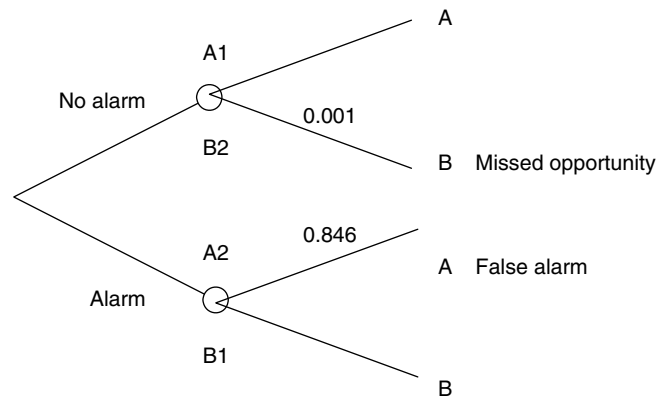 A
A1
No alarm
0.001
B2
B Missed opportunity
0.846
A2
A False alarm
Alarm
B1
B